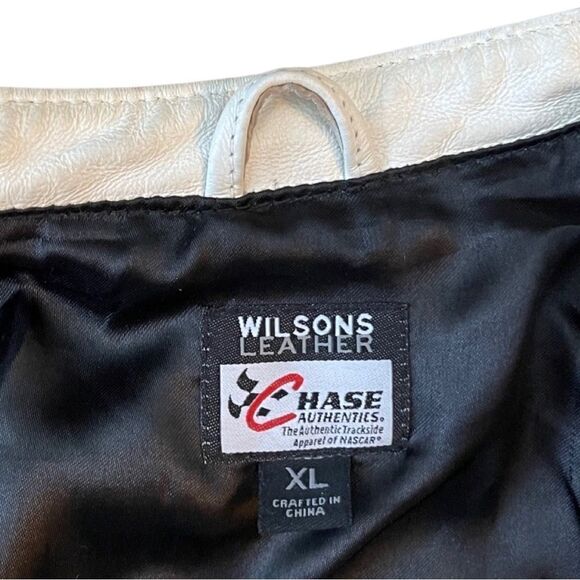 WILSONS
LEATHER
CHASE
AUTHENTICS®
The Authentic Trackside
Apparel of NASCAR®
XL
CRAFTED IN
CHINA